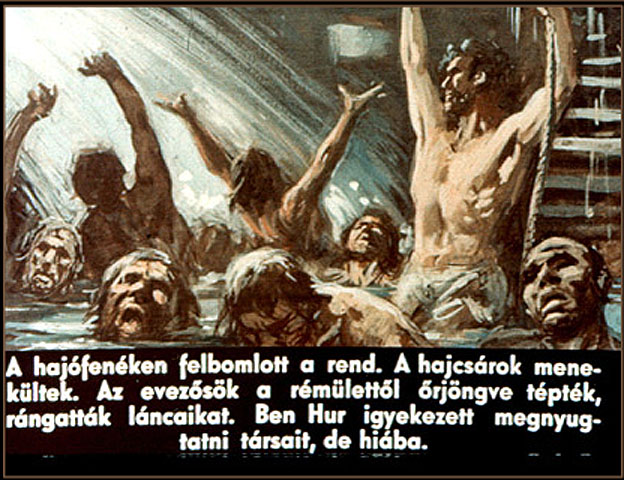 A hajófenéken felbomlott a rend. A hajcsárok mene-
kültek. Az evezősök a rémülettől őrjöngve tépték,
rángatták láncaikat. Ben Hur igyekezett megnyug-
tatni társait, de hiába.